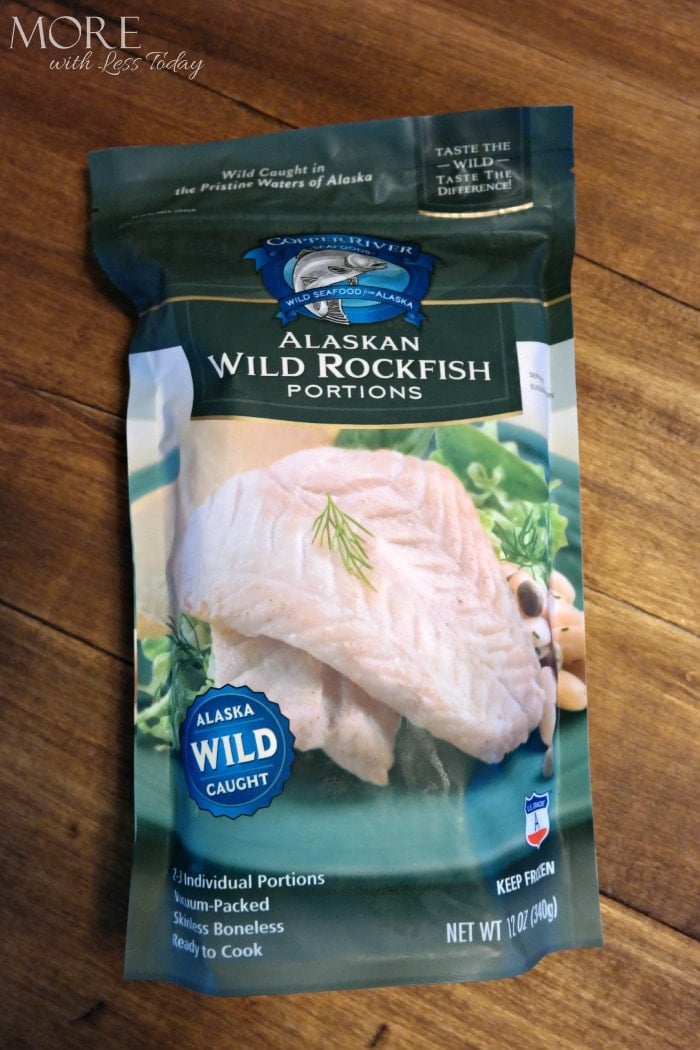 MORE
with Less Today
Wild Caught in
the Pristine Waters of Alaska
TASTE THE
— WILD —
TASTE THE
DIFFERENCE!
COPPER RIVER
SEAFOODS
WILD SEAFOOD from ALASKA
ALASKAN
WILD ROCKFISH
PORTIONS
ALASKA
WILD
CAUGHT
A
KEEP FROZEN
2-3 Individual Portions
Vacuum-Packed
Skinless Boneless
Ready to Cook
NET WT 12 OZ (340g)